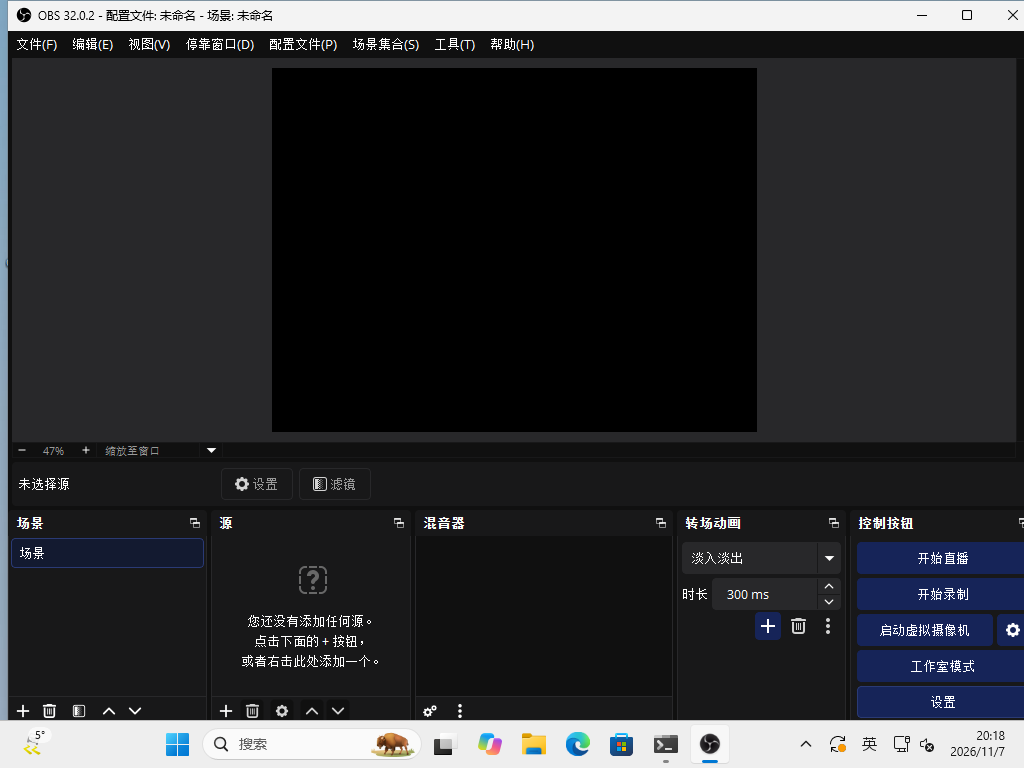 OBS 32.0.2 - 配置文件: 未命名 - 场景: 未命名
文件(F) 编辑(E) 视图(V) 停靠窗口(D) 配置文件(P) 场景集合(S) 工具(T) 帮助(H)
47% 缩放至窗口
未选择源 设置 滤镜
场景 源 混音器 转场动画 控制按钮
场景
您还没有添加任何源。
点击下面的 + 按钮，
或者右击此处添加一个。
淡入淡出
时长 300 ms
开始直播
开始录制
启动虚拟摄像机
工作室模式
设置
5°
搜索
英
20:18
2026/11/7